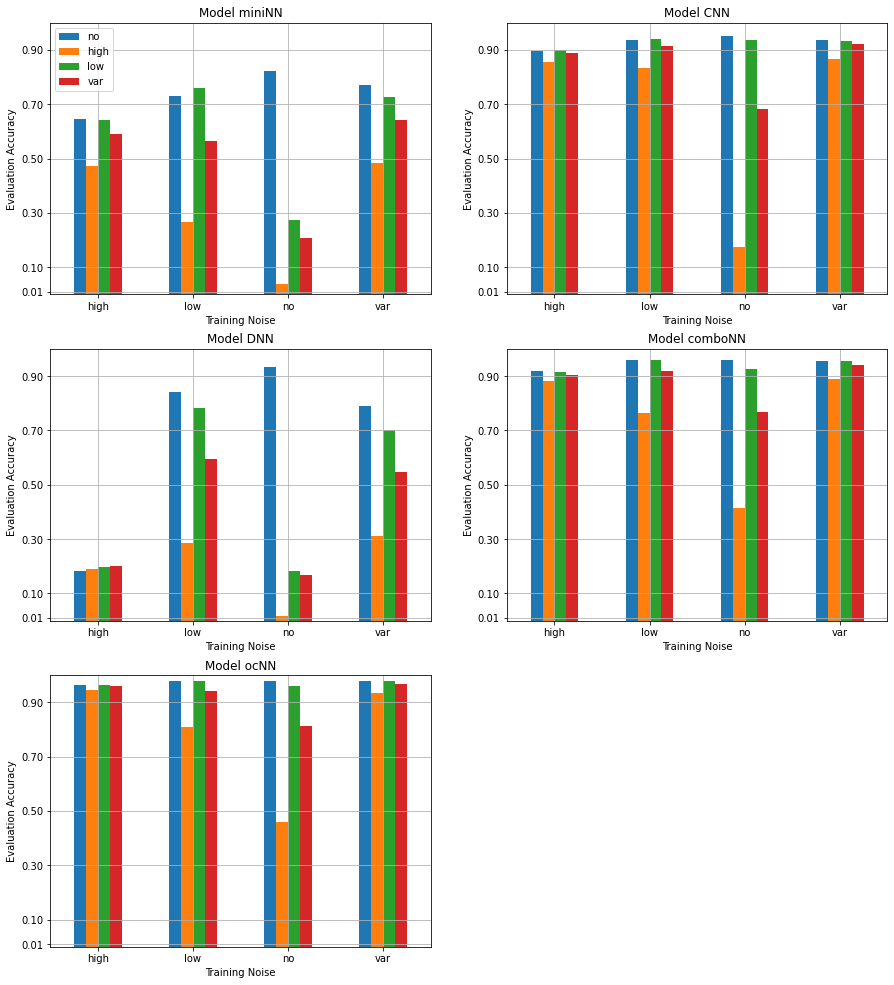 Model miniNN
no
high
low
var
Evaluation Accuracy
0.90
0.70
0.50
0.30
0.10
0.01
high low no var
Training Noise
Model CNN
Evaluation Accuracy
0.90
0.70
0.50
0.30
0.10
0.01
high low no var
Training Noise
Model DNN
Evaluation Accuracy
0.90
0.70
0.50
0.30
0.10
0.01
high low no var
Training Noise
Model comboNN
Evaluation Accuracy
0.90
0.70
0.50
0.30
0.10
0.01
high low no var
Training Noise
Model ocNN
Evaluation Accuracy
0.90
0.70
0.50
0.30
0.10
0.01
high low no var
Training Noise